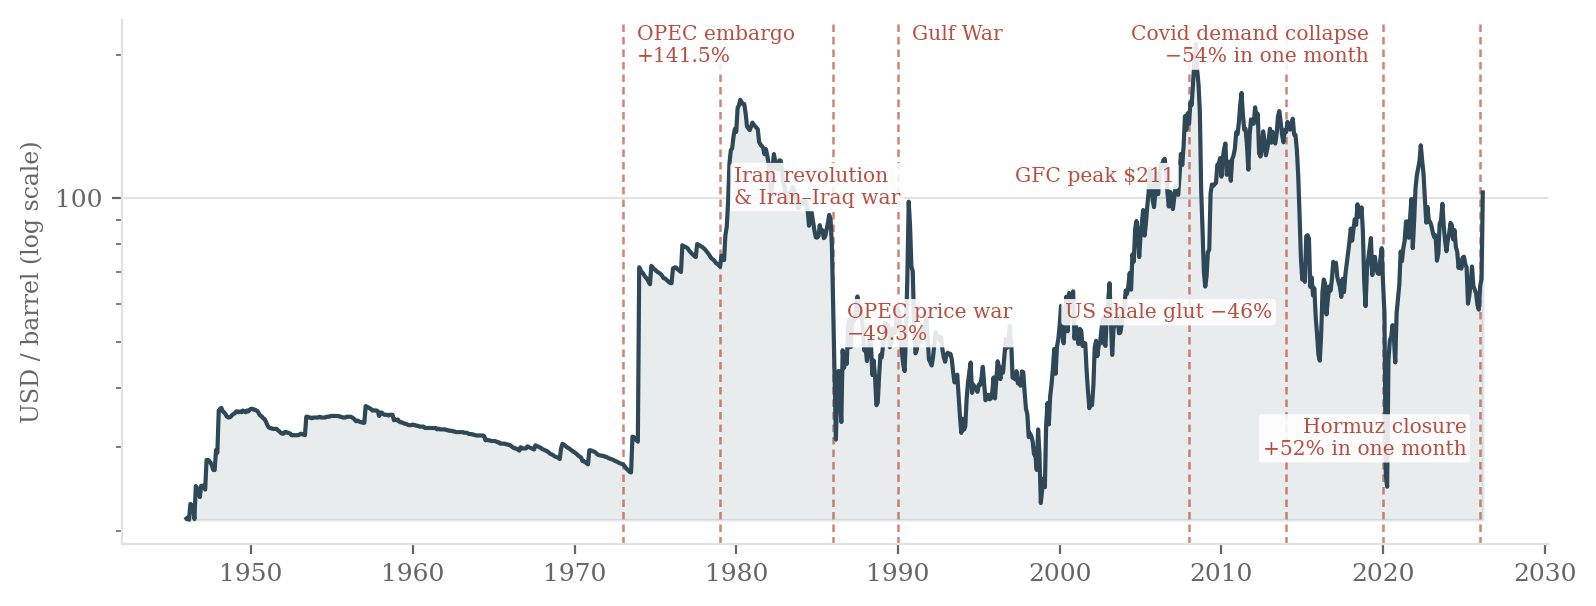 OPEC embargo
+141.5%
Gulf War
Covid demand collapse
−54% in one month
Iran revolution
& Iran–Iraq war
GFC peak $211
OPEC price war
−49.3%
US shale glut −46%
Hormuz closure
+52% in one month
USD / barrel (log scale)
100
1950
1960
1970
1980
1990
2000
2010
2020
2030